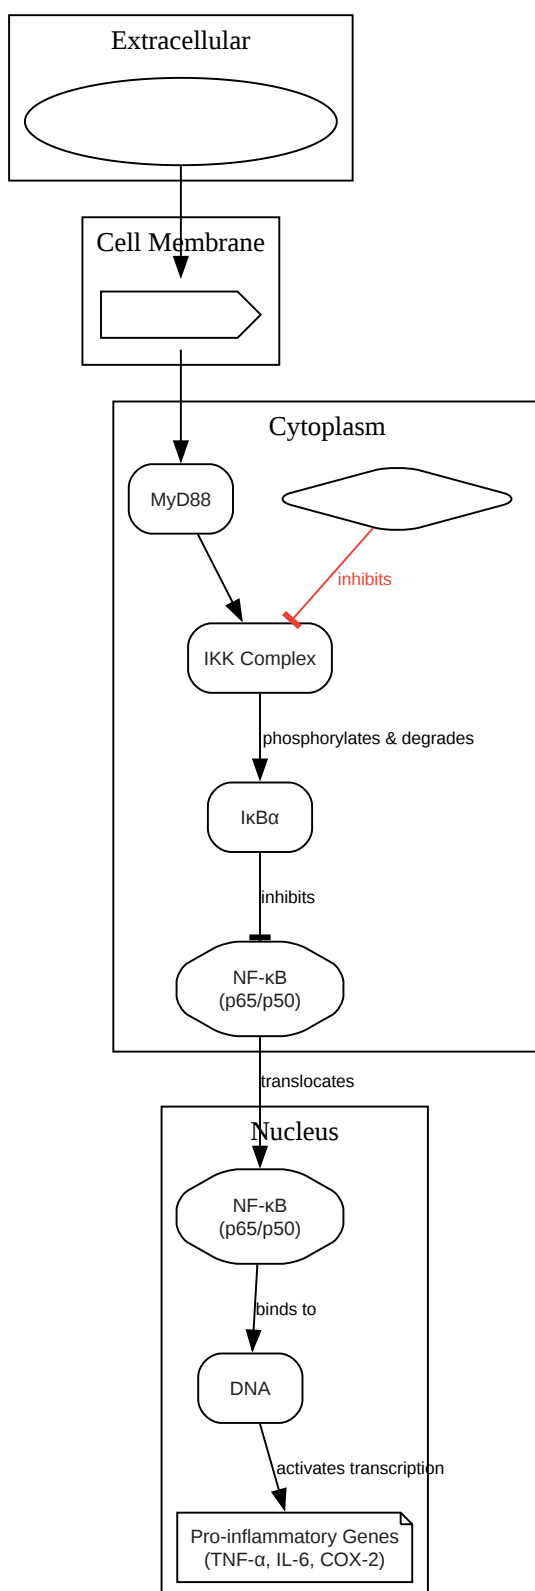 Extracellular
Cell Membrane
Cytoplasm
MyD88
inhibits
IKK Complex
phosphorylates & degrades
IκBα
inhibits
NF-κB
(p65/p50)
translocates
Nucleus
NF-κB
(p65/p50)
binds to
DNA
activates transcription
Pro-inflammatory Genes
(TNF-α, IL-6, COX-2)